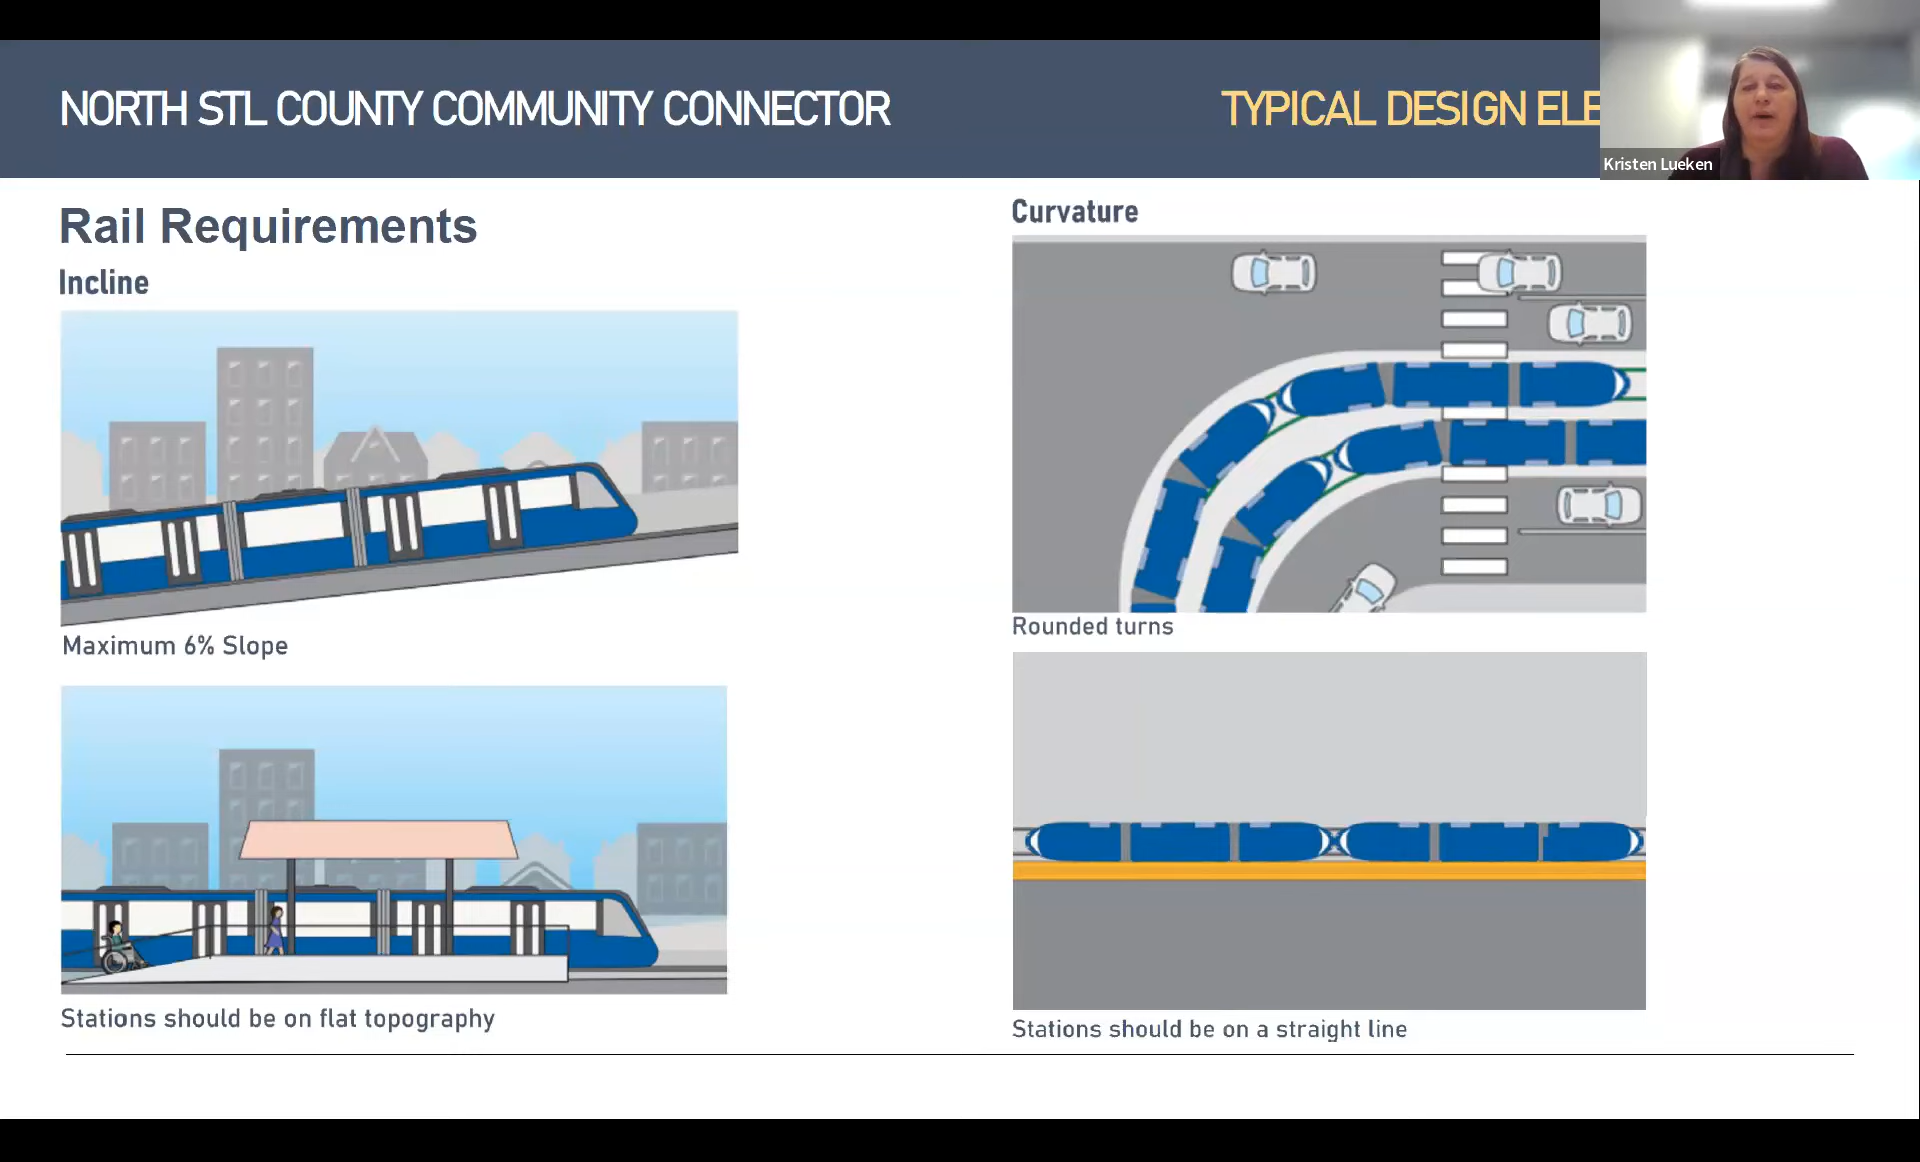 NORTH STL COUNTY COMMUNITY CONNECTOR
TYPICAL DESIGN ELE
Kristen Lueken
Rail Requirements
Incline
Maximum 6% Slope
Stations should be on flat topography
Curvature
Rounded turns
Stations should be on a straight line